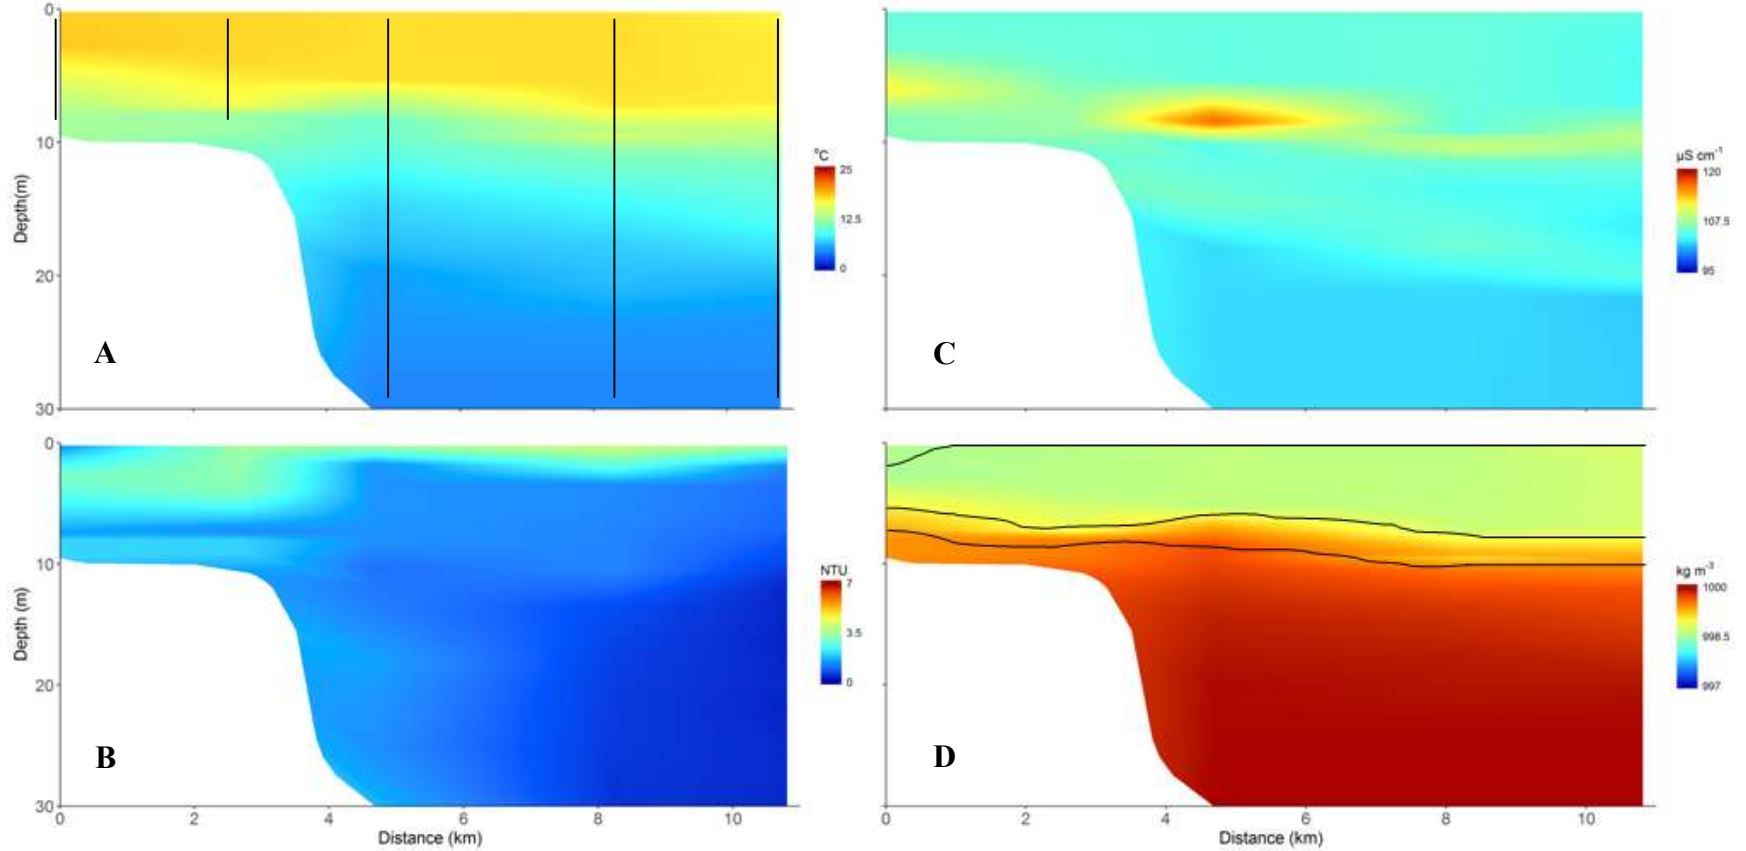 0
10
20
30
Depth(m)
A
°C
25
12.5
0
C
µS cm⁻¹
120
107.5
95
0
10
20
30
Depth (m)
B
NTU
7
3.5
0
0 2 4 6 8 10
Distance (km)
D
kg m⁻³
1000
998.5
997
0 2 4 6 8 10
Distance (km)